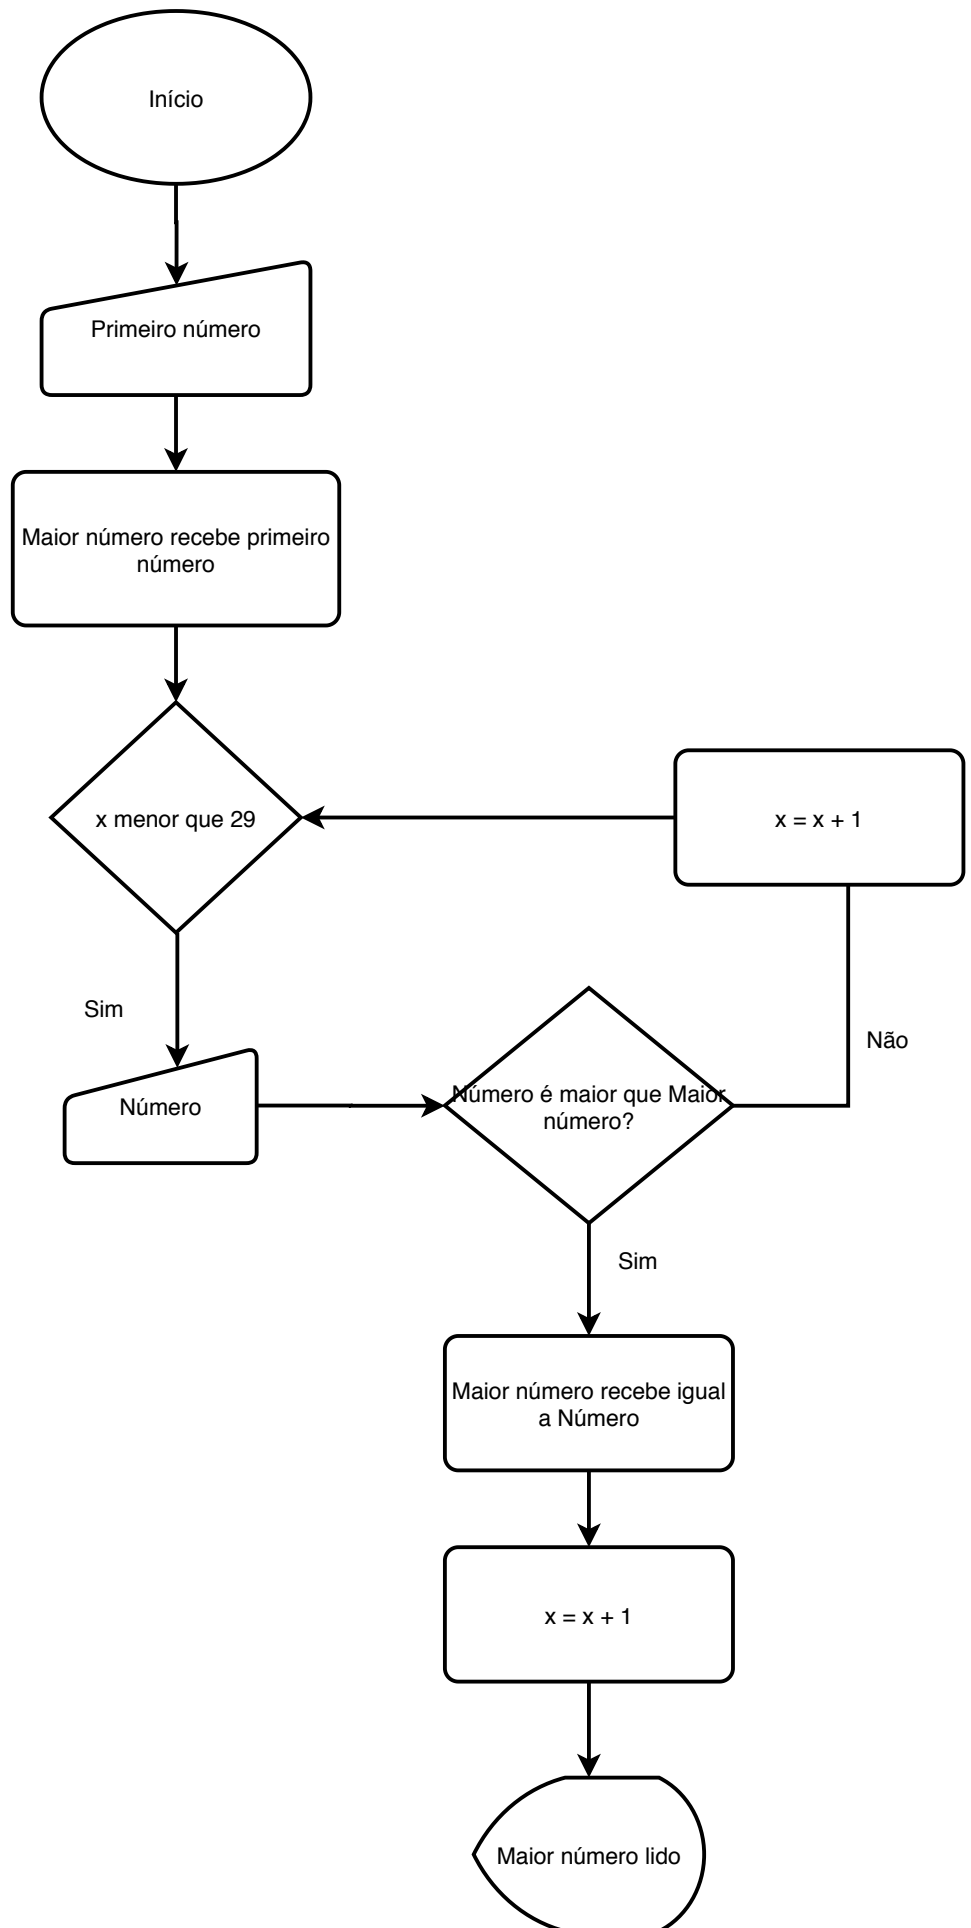 Início
Primeiro número
Maior número recebe primeiro
número
x menor que 29
x = x + 1
Sim
Não
Número
Número é maior que Maior
número?
Sim
Maior número recebe igual
a Número
x = x + 1
Maior número lido